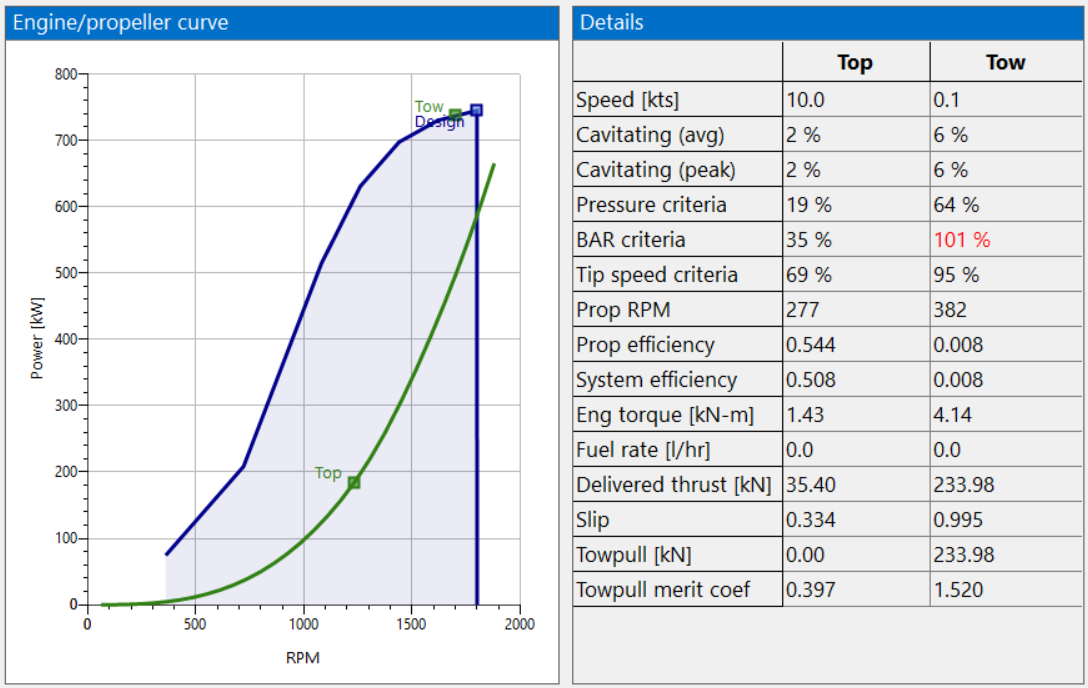 Engine/propeller curve
800
700
600
500
400
300
200
100
0
Power [kW]
0 500 1000 1500 2000
RPM
Tow
Design
Top
Details
Top Tow
Speed [kts] 10.0 0.1
Cavitating (avg) 2 % 6 %
Cavitating (peak) 2 % 6 %
Pressure criteria 19 % 64 %
BAR criteria 35 % 101 %
Tip speed criteria 69 % 95 %
Prop RPM 277 382
Prop efficiency 0.544 0.008
System efficiency 0.508 0.008
Eng torque [kN-m] 1.43 4.14
Fuel rate [l/hr] 0.0 0.0
Delivered thrust [kN] 35.40 233.98
Slip 0.334 0.995
Towpull [kN] 0.00 233.98
Towpull merit coef 0.397 1.520